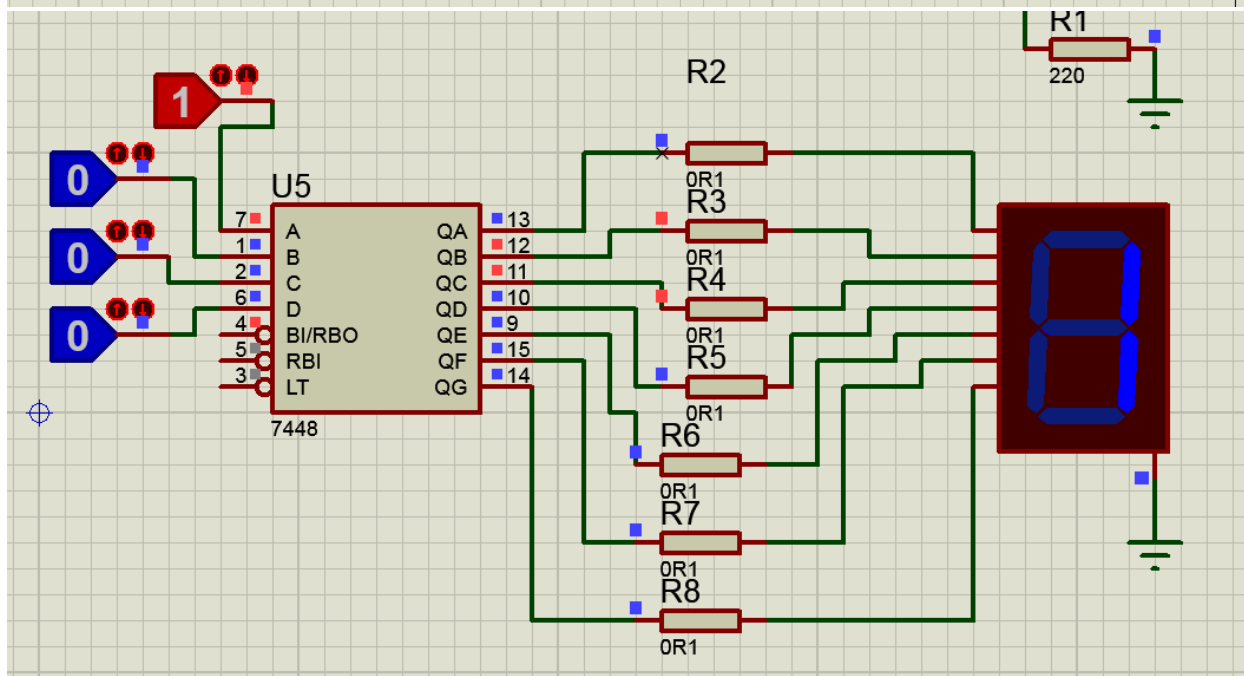 R1
220
R2
0R1
R3
0R1
R4
0R1
R5
0R1
R6
0R1
R7
0R1
R8
0R1
1
0
0
0
U5
7 A QA 13
1 B QB 12
2 C QC 11
6 D QD 10
4 BI/RBO QE 9
5 RBI QF 15
3 LT QG 14
7448